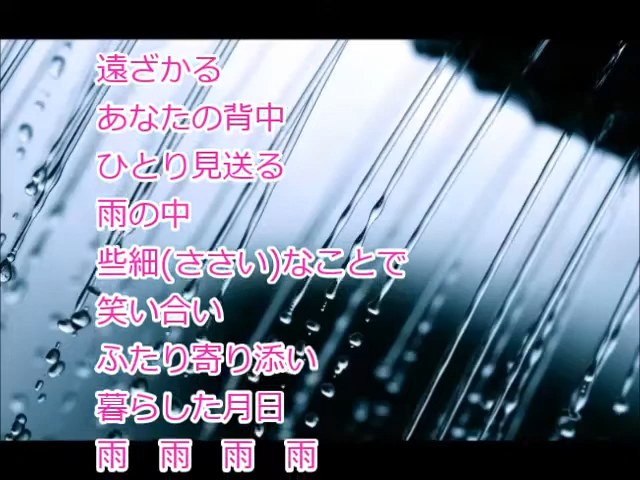 遠ざかる
あなたの背中
ひとり見送る
雨の中
些細(ささい)なことで
笑い合い
ふたり寄り添い
暮らした月日
雨　雨　雨　雨